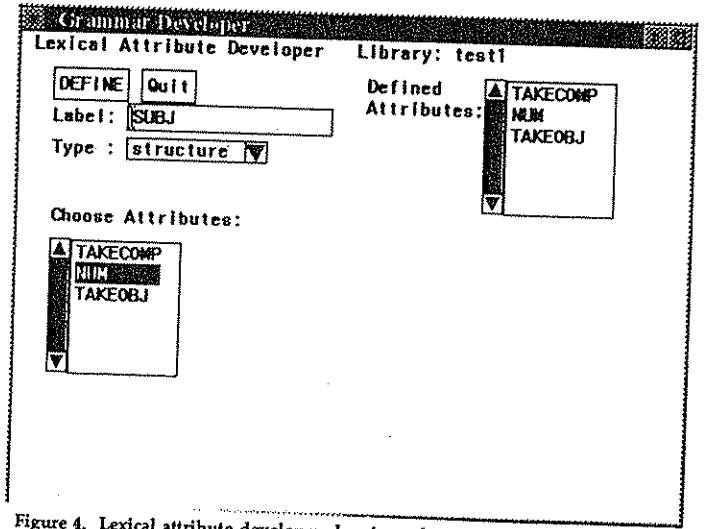 Grammar Developer
Lexical Attribute Developer Library: test1
DEFINE Quit
Label: SUBJ
Type : structure
Defined Attributes:
TAKECOMP
NUM
TAKEOBJ
Choose Attributes:
TAKECOMP
NUM
TAKEOBJ
Figure 4. Lexical attribute